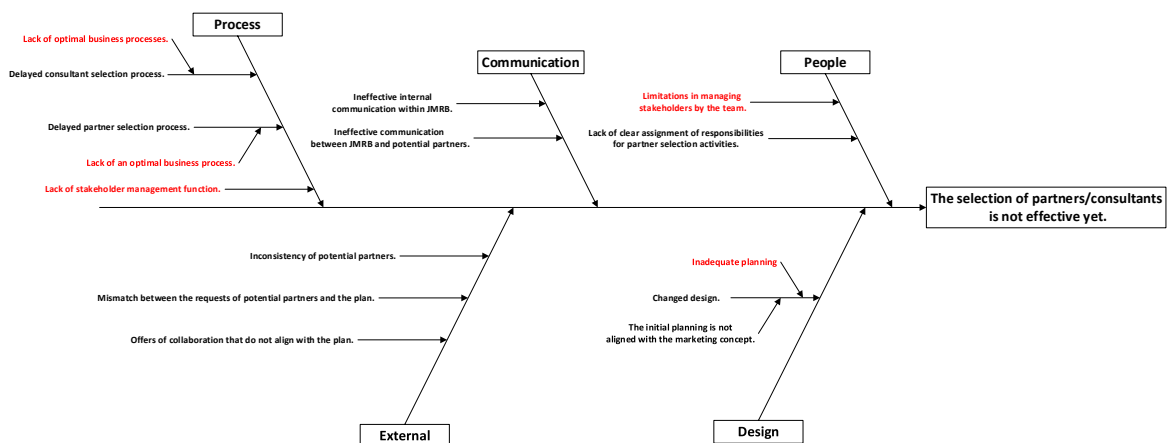 Process
Lack of optimal business processes.
Delayed consultant selection process.
Delayed partner selection process.
Lack of an optimal business process.
Lack of stakeholder management function.
Communication
Ineffective internal
communication within JMRB.
Ineffective communication
between JMRB and potential partners.
People
Limitations in managing
stakeholders by the team.
Lack of clear assignment of responsibilities
for partner selection activities.
The selection of partners/consultants
is not effective yet.
Inconsistency of potential partners.
Mismatch between the requests of potential partners and the plan.
Offers of collaboration that do not align with the plan.
External
Inadequate planning
Changed design.
The initial planning is not
aligned with the marketing concept.
Design